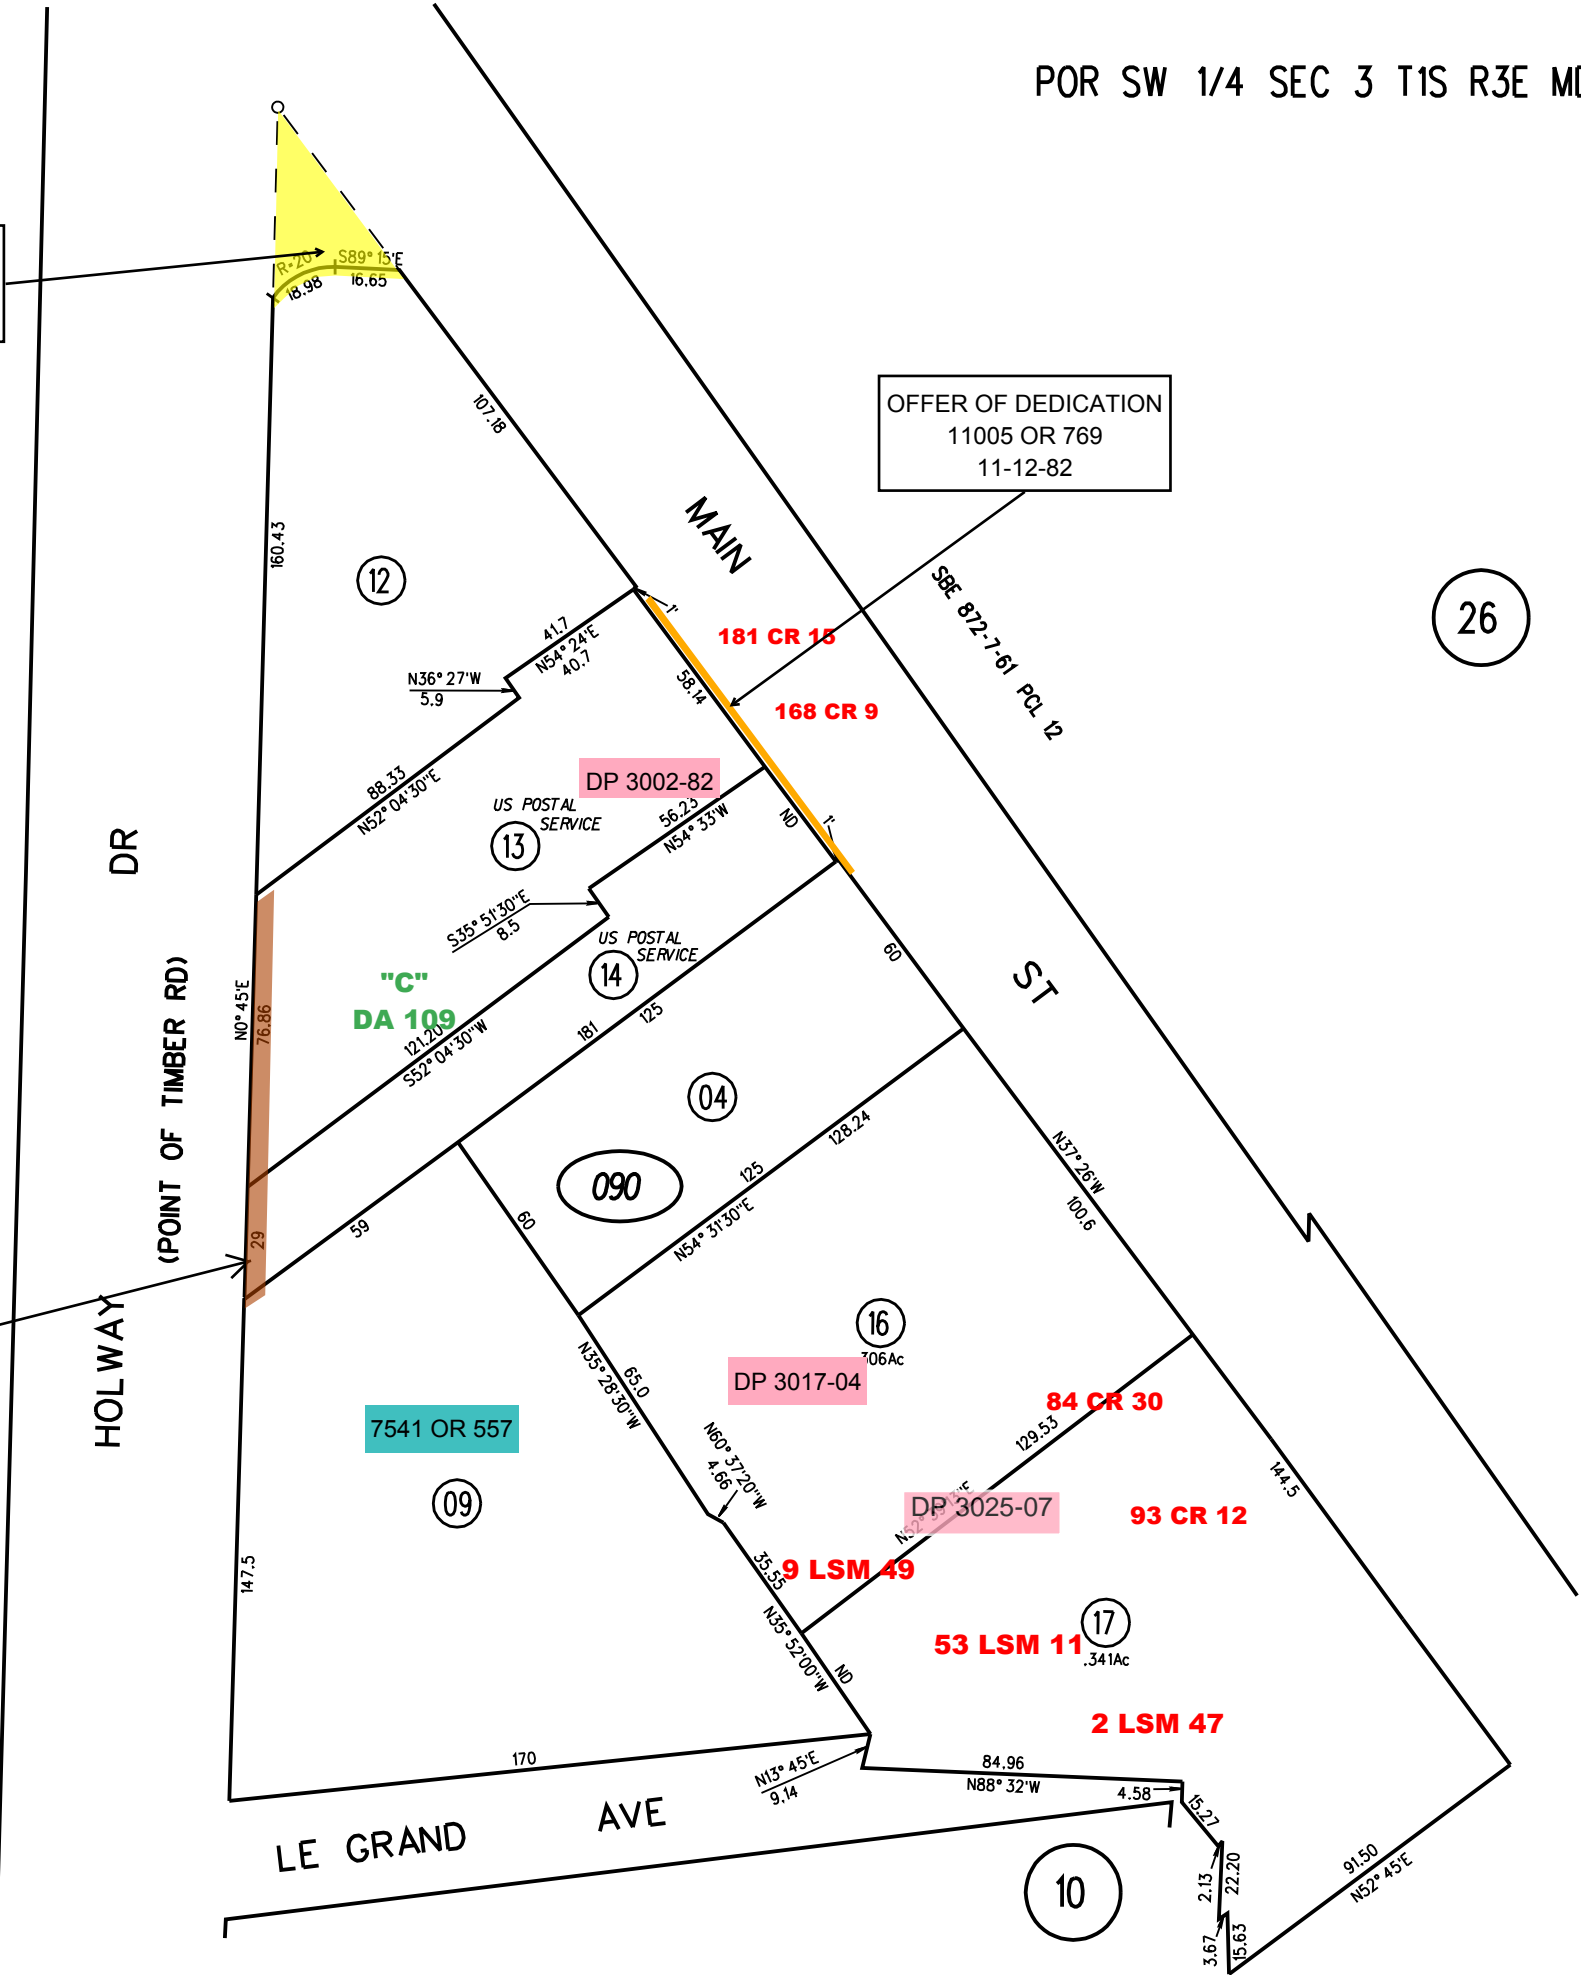 POR SW 1/4 SEC 3 T1S R3E
R=20
S89° 15'E
18.98
16.65
107.18
OFFER OF DEDICATION
11005 OR 769
11-12-82
MAIN
160.43
12
SBE 872-7-61 PCL 12
26
1'
181 CR 15
41.7
N54° 24'E
40.7
N36° 27'W
5.9
58.14
168 CR 9
88.33
N52° 04'30"E
DP 3002-82
US POSTAL
SERVICE
13
56.23
N54° 33'W
ND
1'
DR
S35° 51'30"E
8.5
US POSTAL
SERVICE
14
60
ST
"C"
DA 109
N0° 45'E
76.86
121.20
S52° 04'30"W
181
125
(POINT OF TIMBER RD)
04
128.24
N37° 26'W
100.6
090
125
N54° 31'30"E
29
59
60
HOLWAY
16
.306Ac
N35° 28'30"W
65.0
DP 3017-04
84 CR 30
7541 OR 557
129.53
N60° 37'20"W
4.66
144.5
09
DP 3025-07
93 CR 12
147.5
35.55
9 LSM 49
N35° 52'00"W
ND
17
.341Ac
53 LSM 11
2 LSM 47
170
N13° 45'E
9.14
84.96
N88° 32'W
4.58
15.27
LE GRAND AVE
10
2.13
22.20
91.50
N52° 45'E
3.67
15.63